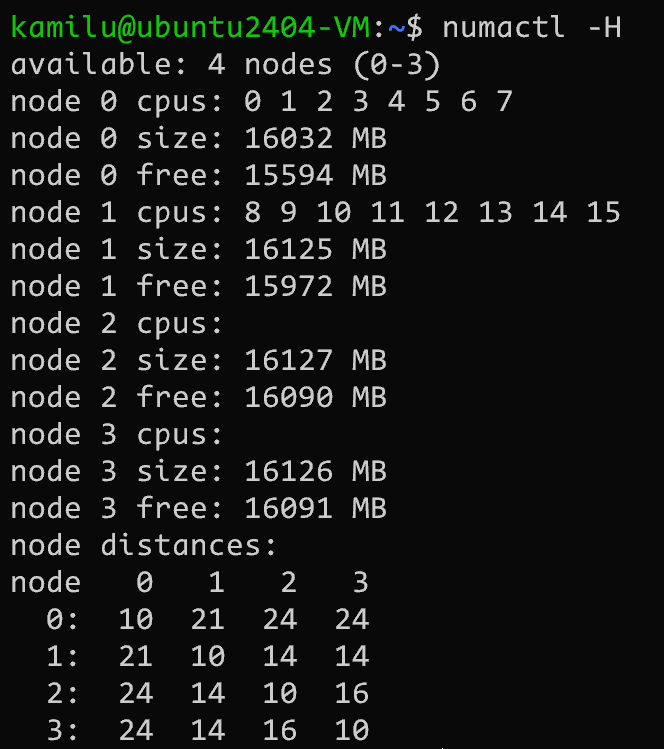 kamilu@ubuntu2404-VM:~$ numactl -H
available: 4 nodes (0-3)
node 0 cpus: 0 1 2 3 4 5 6 7
node 0 size: 16032 MB
node 0 free: 15594 MB
node 1 cpus: 8 9 10 11 12 13 14 15
node 1 size: 16125 MB
node 1 free: 15972 MB
node 2 cpus:
node 2 size: 16127 MB
node 2 free: 16090 MB
node 3 cpus:
node 3 size: 16126 MB
node 3 free: 16091 MB
node distances:
node   0   1   2   3
  0:  10  21  24  24
  1:  21  10  14  14
  2:  24  14  10  16
  3:  24  14  16  10